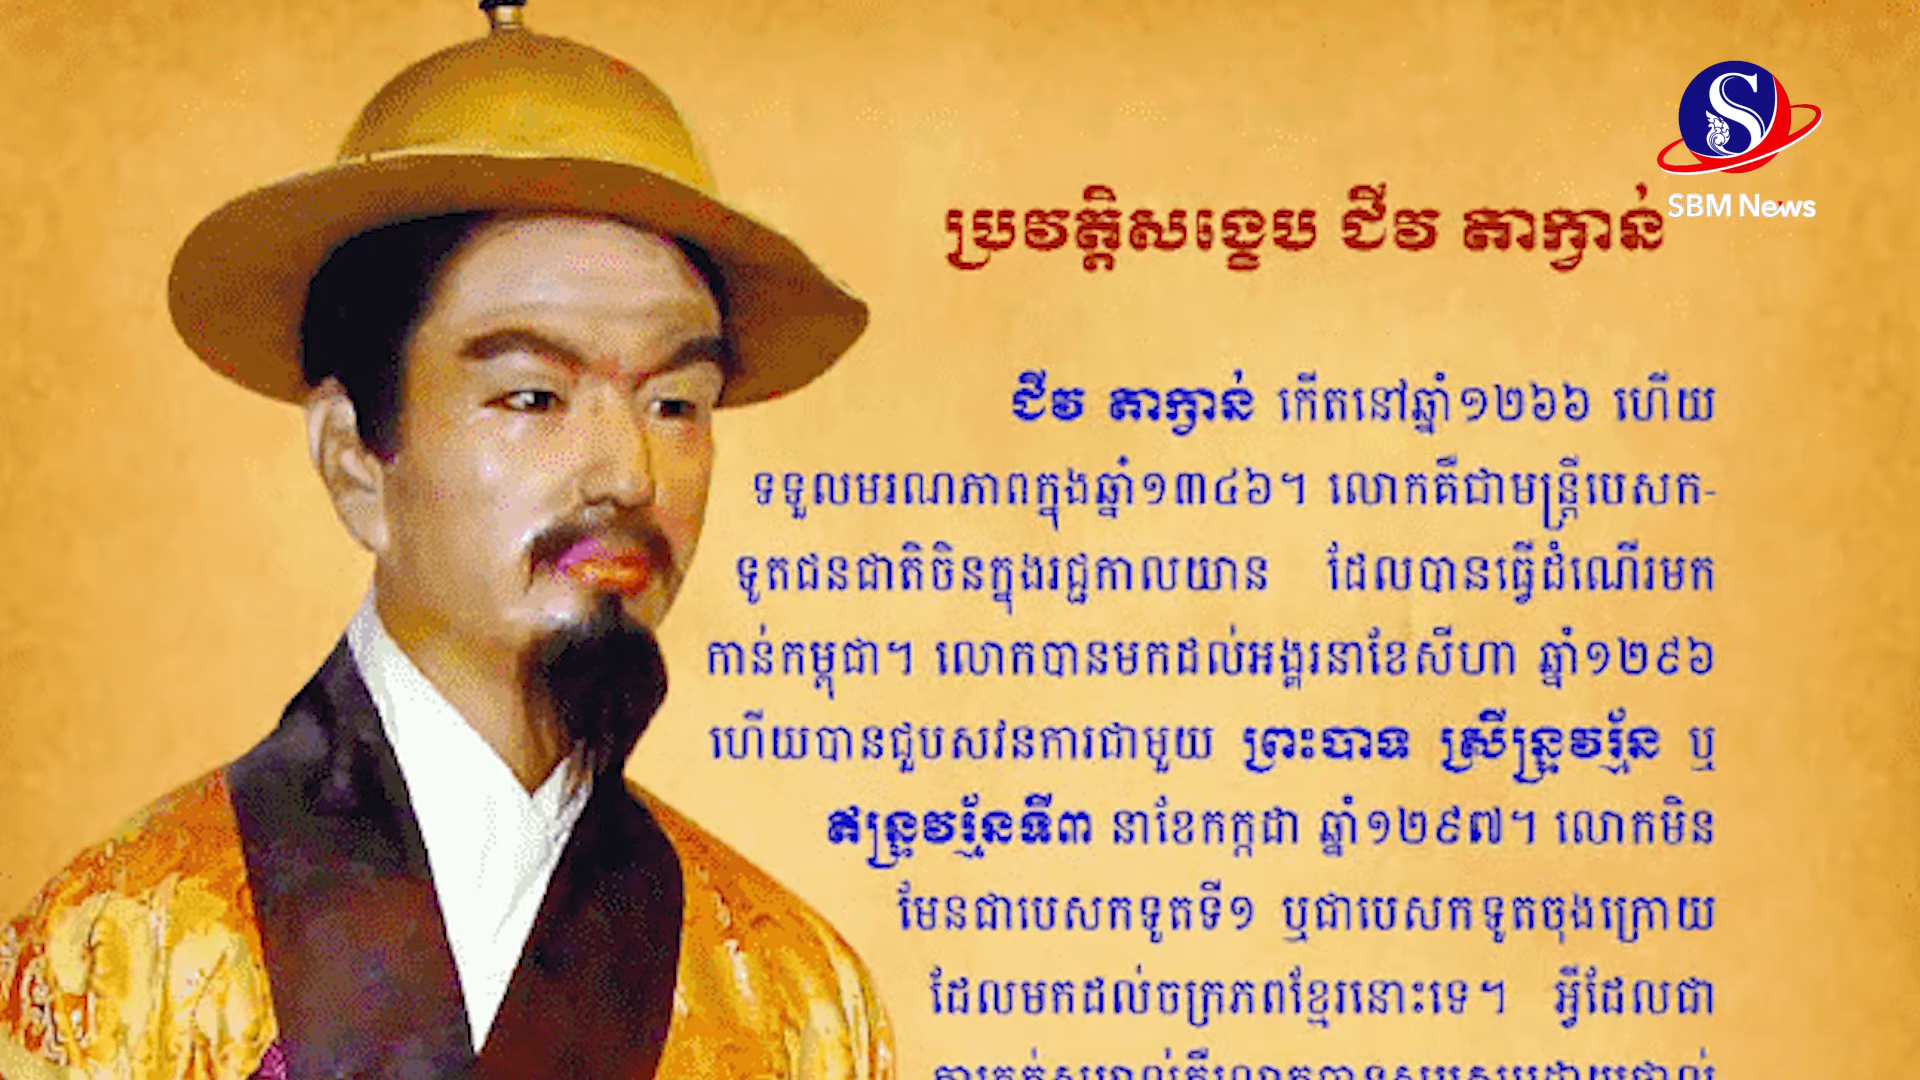 SBM News
ប្រវត្តិសង្ខេប ជីវ តាក្វាន់
ជីវ តាក្វាន់ កើតនៅឆ្នាំ១២៦៦ ហើយ
ទទួលមរណភាពក្នុងឆ្នាំ១៣៤៦។ លោកគឺជាមន្ត្រីបេសក-
ទូតជនជាតិចិនក្នុងរជ្ជកាលយាន ដែលបានធ្វើដំណើរមក
កាន់កម្ពុជា។ លោកបានមកដល់អង្គរនាខែសីហា ឆ្នាំ១២៩៦
ហើយបានជួបសវនការជាមួយ ព្រះបាទ ស្រីន្ទ្រវរ្ម័ន ឬ
ឥន្ទ្រវរ្ម័នទី៣ នាខែកក្កដា ឆ្នាំ១២៩៧។ លោកមិន
មែនជាបេសកទូតទី១ ឬជាបេសកទូតចុងក្រោយ
ដែលមកដល់ចក្រភពខ្មែរនោះទេ។ អ្វីដែលជា